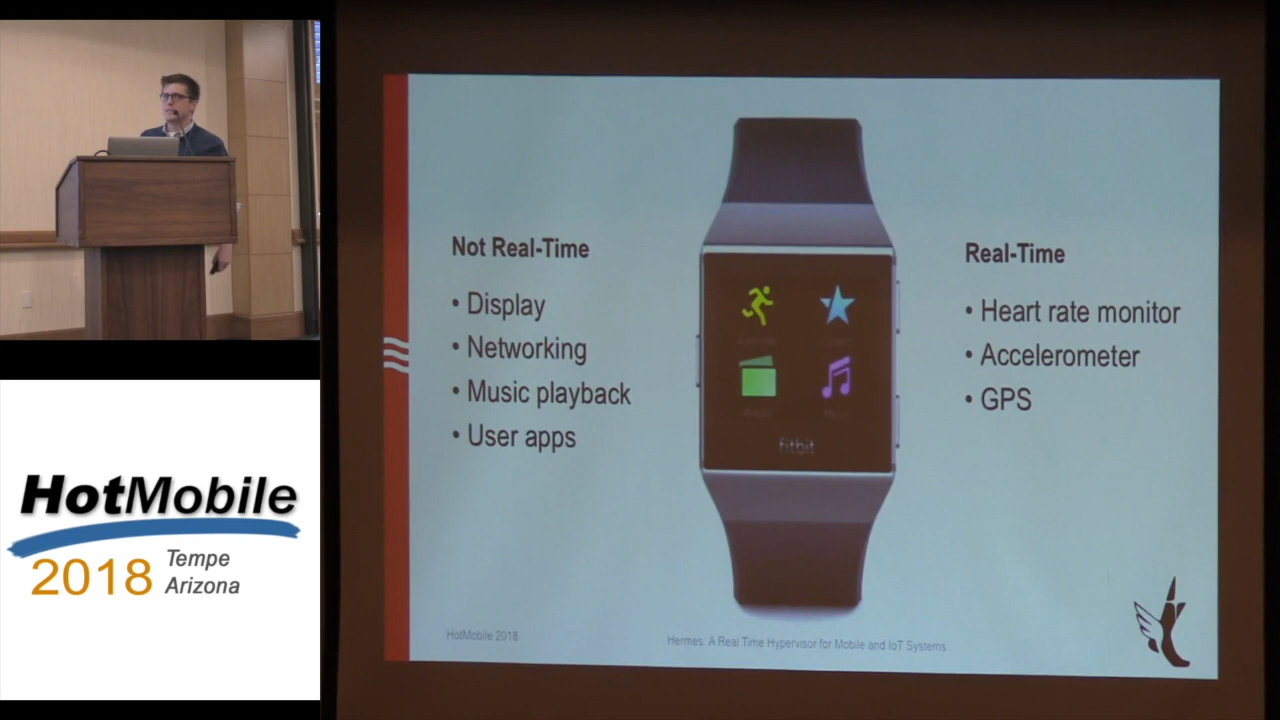 HotMobile
2018
Tempe
Arizona
Not Real-Time
• Display
• Networking
• Music playback
• User apps
fitbit
Real-Time
• Heart rate monitor
• Accelerometer
• GPS
HotMobile 2018
Hermes: A Real Time Hypervisor for Mobile and IoT Systems